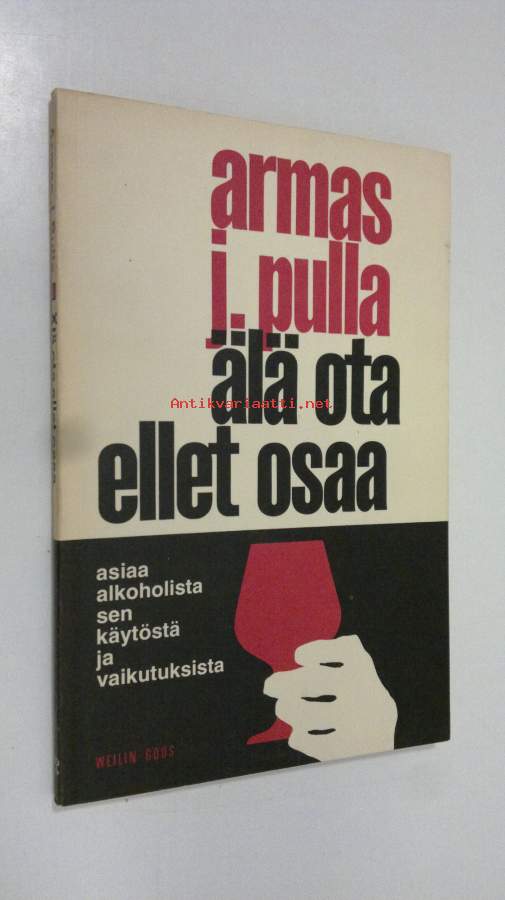 armas
j. pulla
älä ota
ellet osaa
Antikvariaatti.net
asiaa
alkoholista
sen
käytöstä
ja
vaikutuksista
WEILIN+GÖÖS